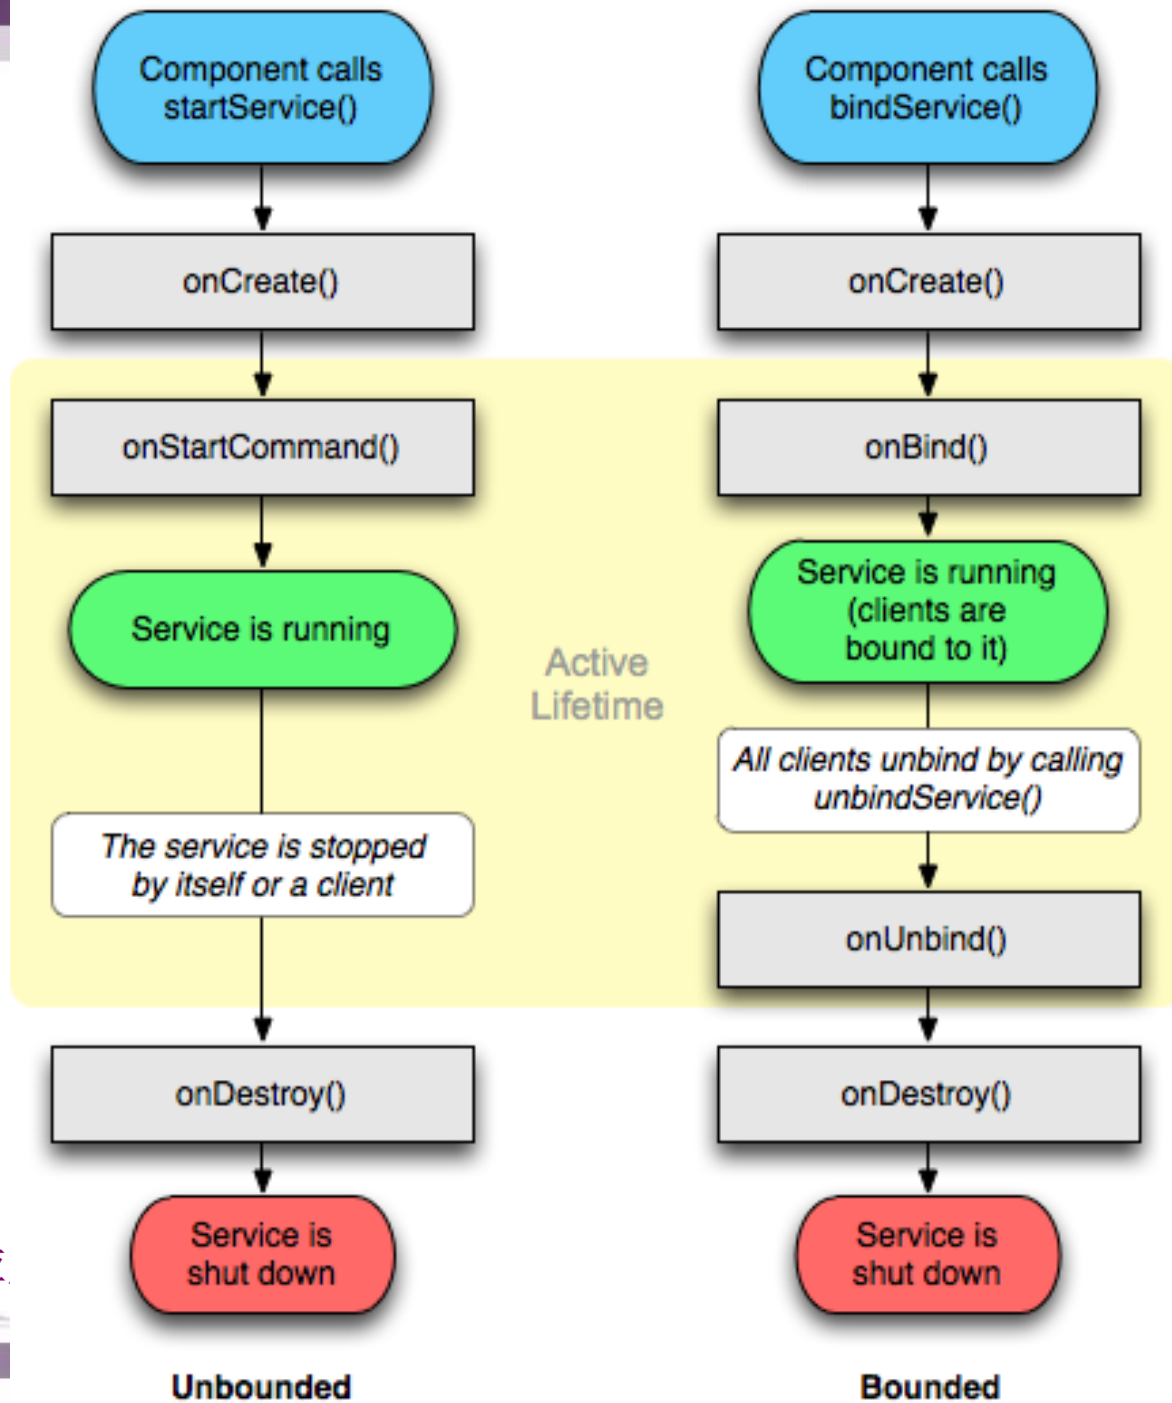 Component calls
startService()
onCreate()
onStartCommand()
Service is running
The service is stopped
by itself or a client
onDestroy()
Service is
shut down
Unbounded
Active
Lifetime
Component calls
bindService()
onCreate()
onBind()
Service is running
(clients are
bound to it)
All clients unbind by calling
unbindService()
onUnbind()
onDestroy()
Service is
shut down
Bounded